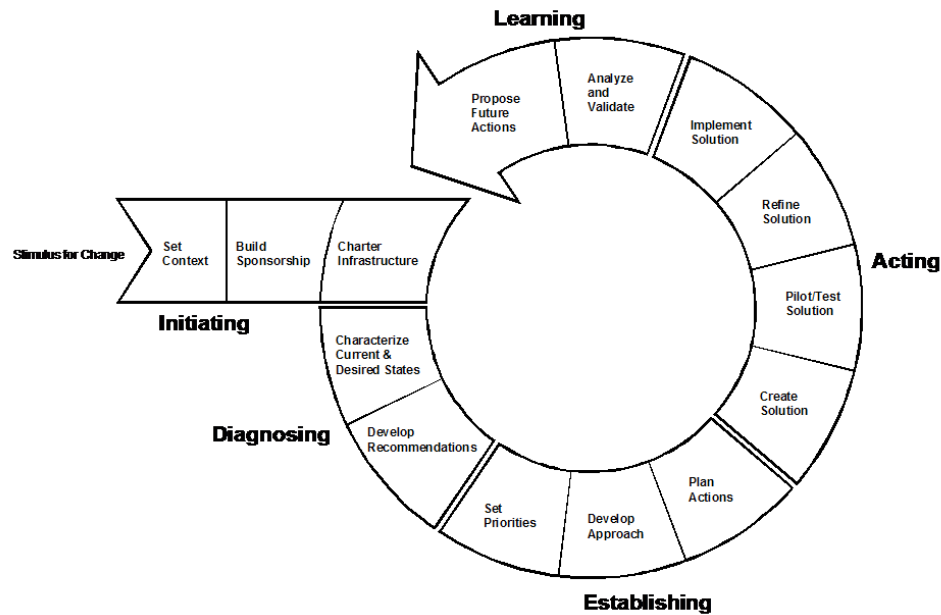 Learning
Propose
Future
Actions
Analyze
and
Validate
Implement
Solution
Refine
Solution
Acting
Pilot/Test
Solution
Create
Solution
Stimulus for Change
Set
Context
Build
Sponsorship
Charter
Infrastructure
Initiating
Characterize
Current &
Desired States
Diagnosing
Develop
Recommendations
Set
Priorities
Develop
Approach
Plan
Actions
Establishing